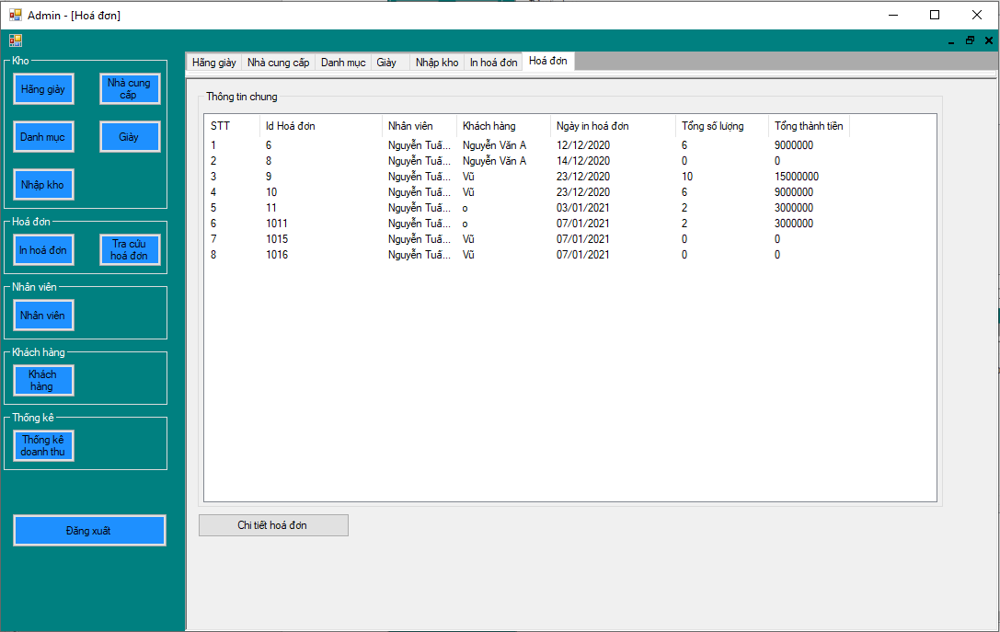 Admin - [Hoá đơn]
Kho
Hãng giày
Nhà cung
cấp
Danh mục
Giày
Nhập kho
Hoá đơn
In hoá đơn
Tra cứu
hoá đơn
Nhân viên
Nhân viên
Khách hàng
Khách
hàng
Thống kê
Thống kê
doanh thu
Đăng xuất
Hãng giày Nhà cung cấp Danh mục Giày Nhập kho In hoá đơn Hoá đơn
Thông tin chung
STT Id Hoá đơn Nhân viên Khách hàng Ngày in hoá đơn Tổng số lượng Tổng thành tiền
1 6 Nguyễn Tuấ... Nguyễn Văn A 12/12/2020 6 9000000
2 8 Nguyễn Tuấ... Nguyễn Văn A 14/12/2020 0 0
3 9 Nguyễn Tuấ... Vũ 23/12/2020 10 15000000
4 10 Nguyễn Tuấ... Vũ 23/12/2020 6 9000000
5 11 Nguyễn Tuấ... o 03/01/2021 2 3000000
6 1011 Nguyễn Tuấ... o 07/01/2021 2 3000000
7 1015 Nguyễn Tuấ... Vũ 07/01/2021 0 0
8 1016 Nguyễn Tuấ... Vũ 07/01/2021 0 0
Chi tiết hoá đơn